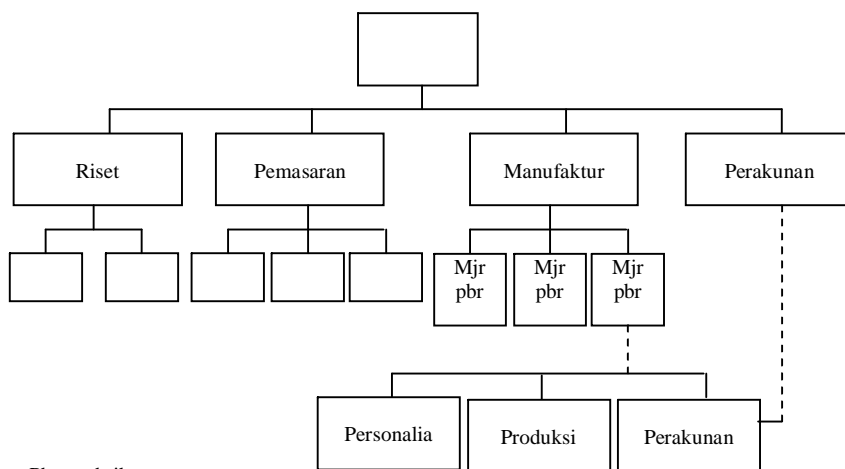 Riset
Pemasaran
Manufaktur
Perakunan
Mjr
pbr
Mjr
pbr
Mjr
pbr
Personalia
Produksi
Perakunan